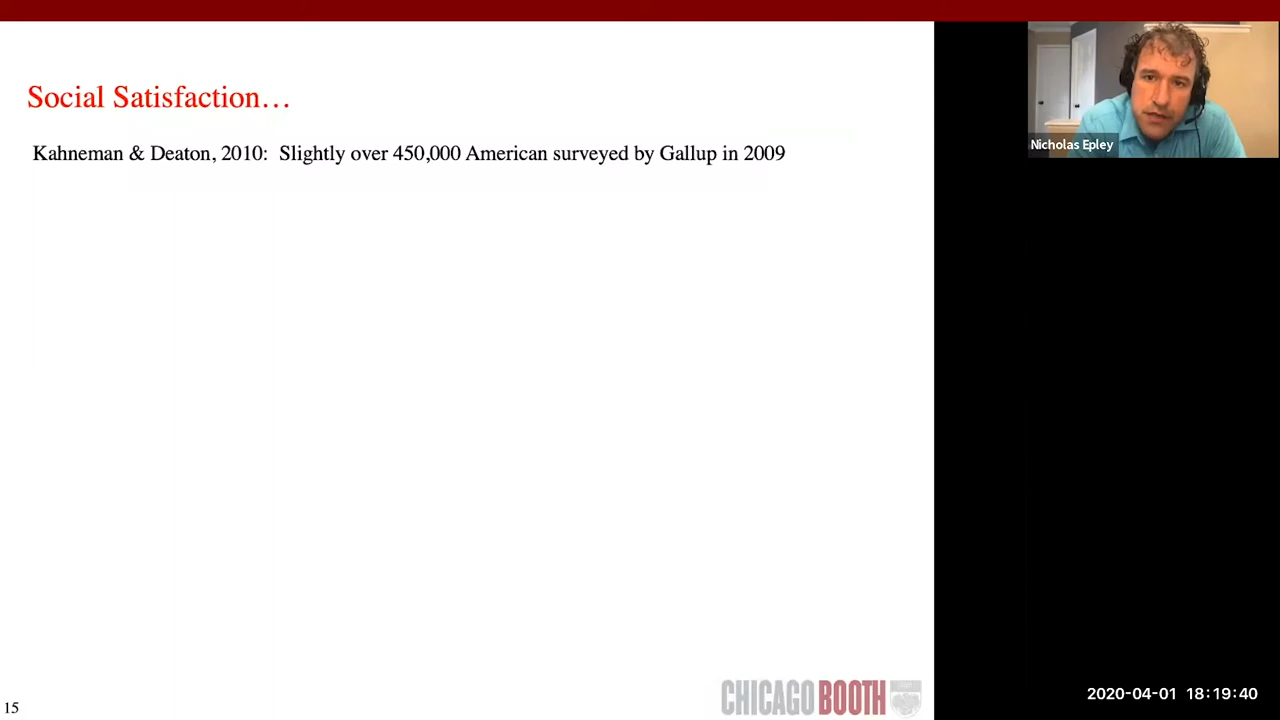 Social Satisfaction…
Kahneman & Deaton, 2010:  Slightly over 450,000 American surveyed by Gallup in 2009
Nicholas Epley
CHICAGO BOOTH
15
2020-04-01 18:19:40